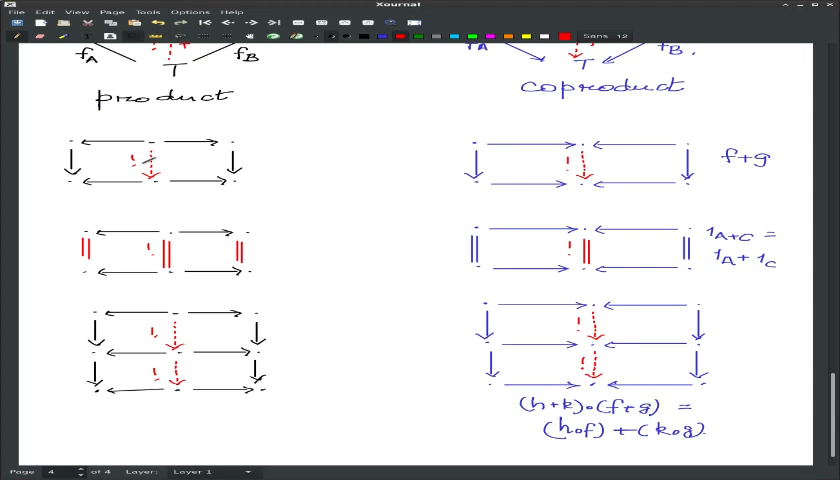 Xournal
File Edit View Journal Tools Options Help
Sans 12
f_A
!
f_B
T
product
f_A
f_B.
T
coproduct
!
!
f+g
!
!
1_{A+C} =
1_A + 1_C
!
!
!
!
(h+k)∘(f+g) =
(h∘f) + (k∘g)
Page 4 of 4 Layer: Layer 1